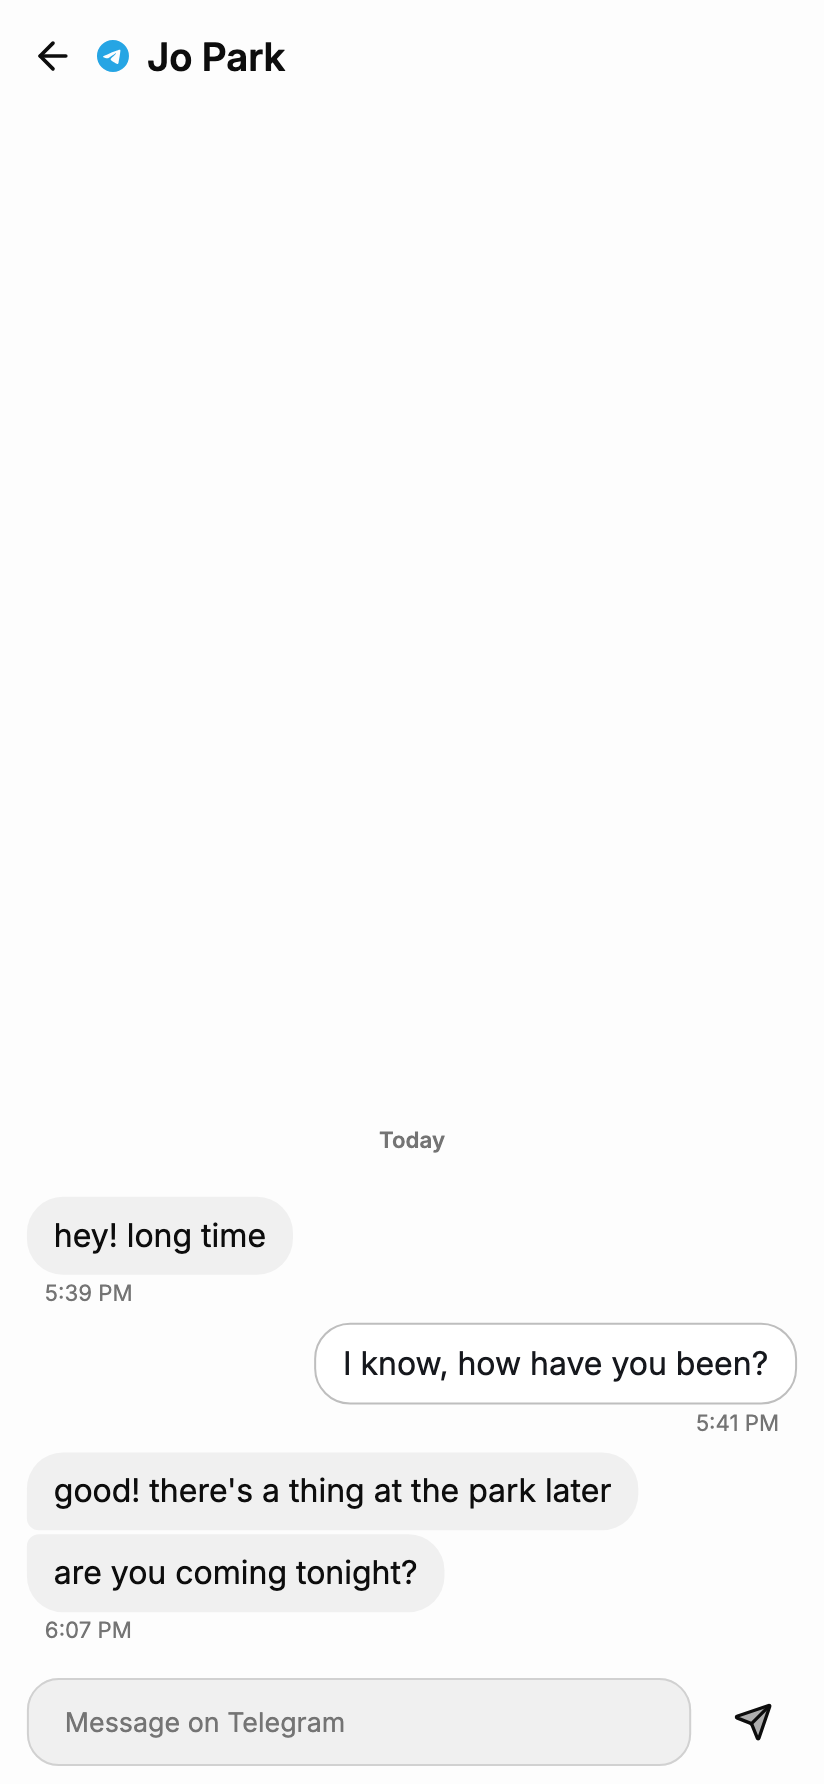 Jo Park
Today
hey! long time
5:39 PM
I know, how have you been?
5:41 PM
good! there's a thing at the park later
are you coming tonight?
6:07 PM
Message on Telegram